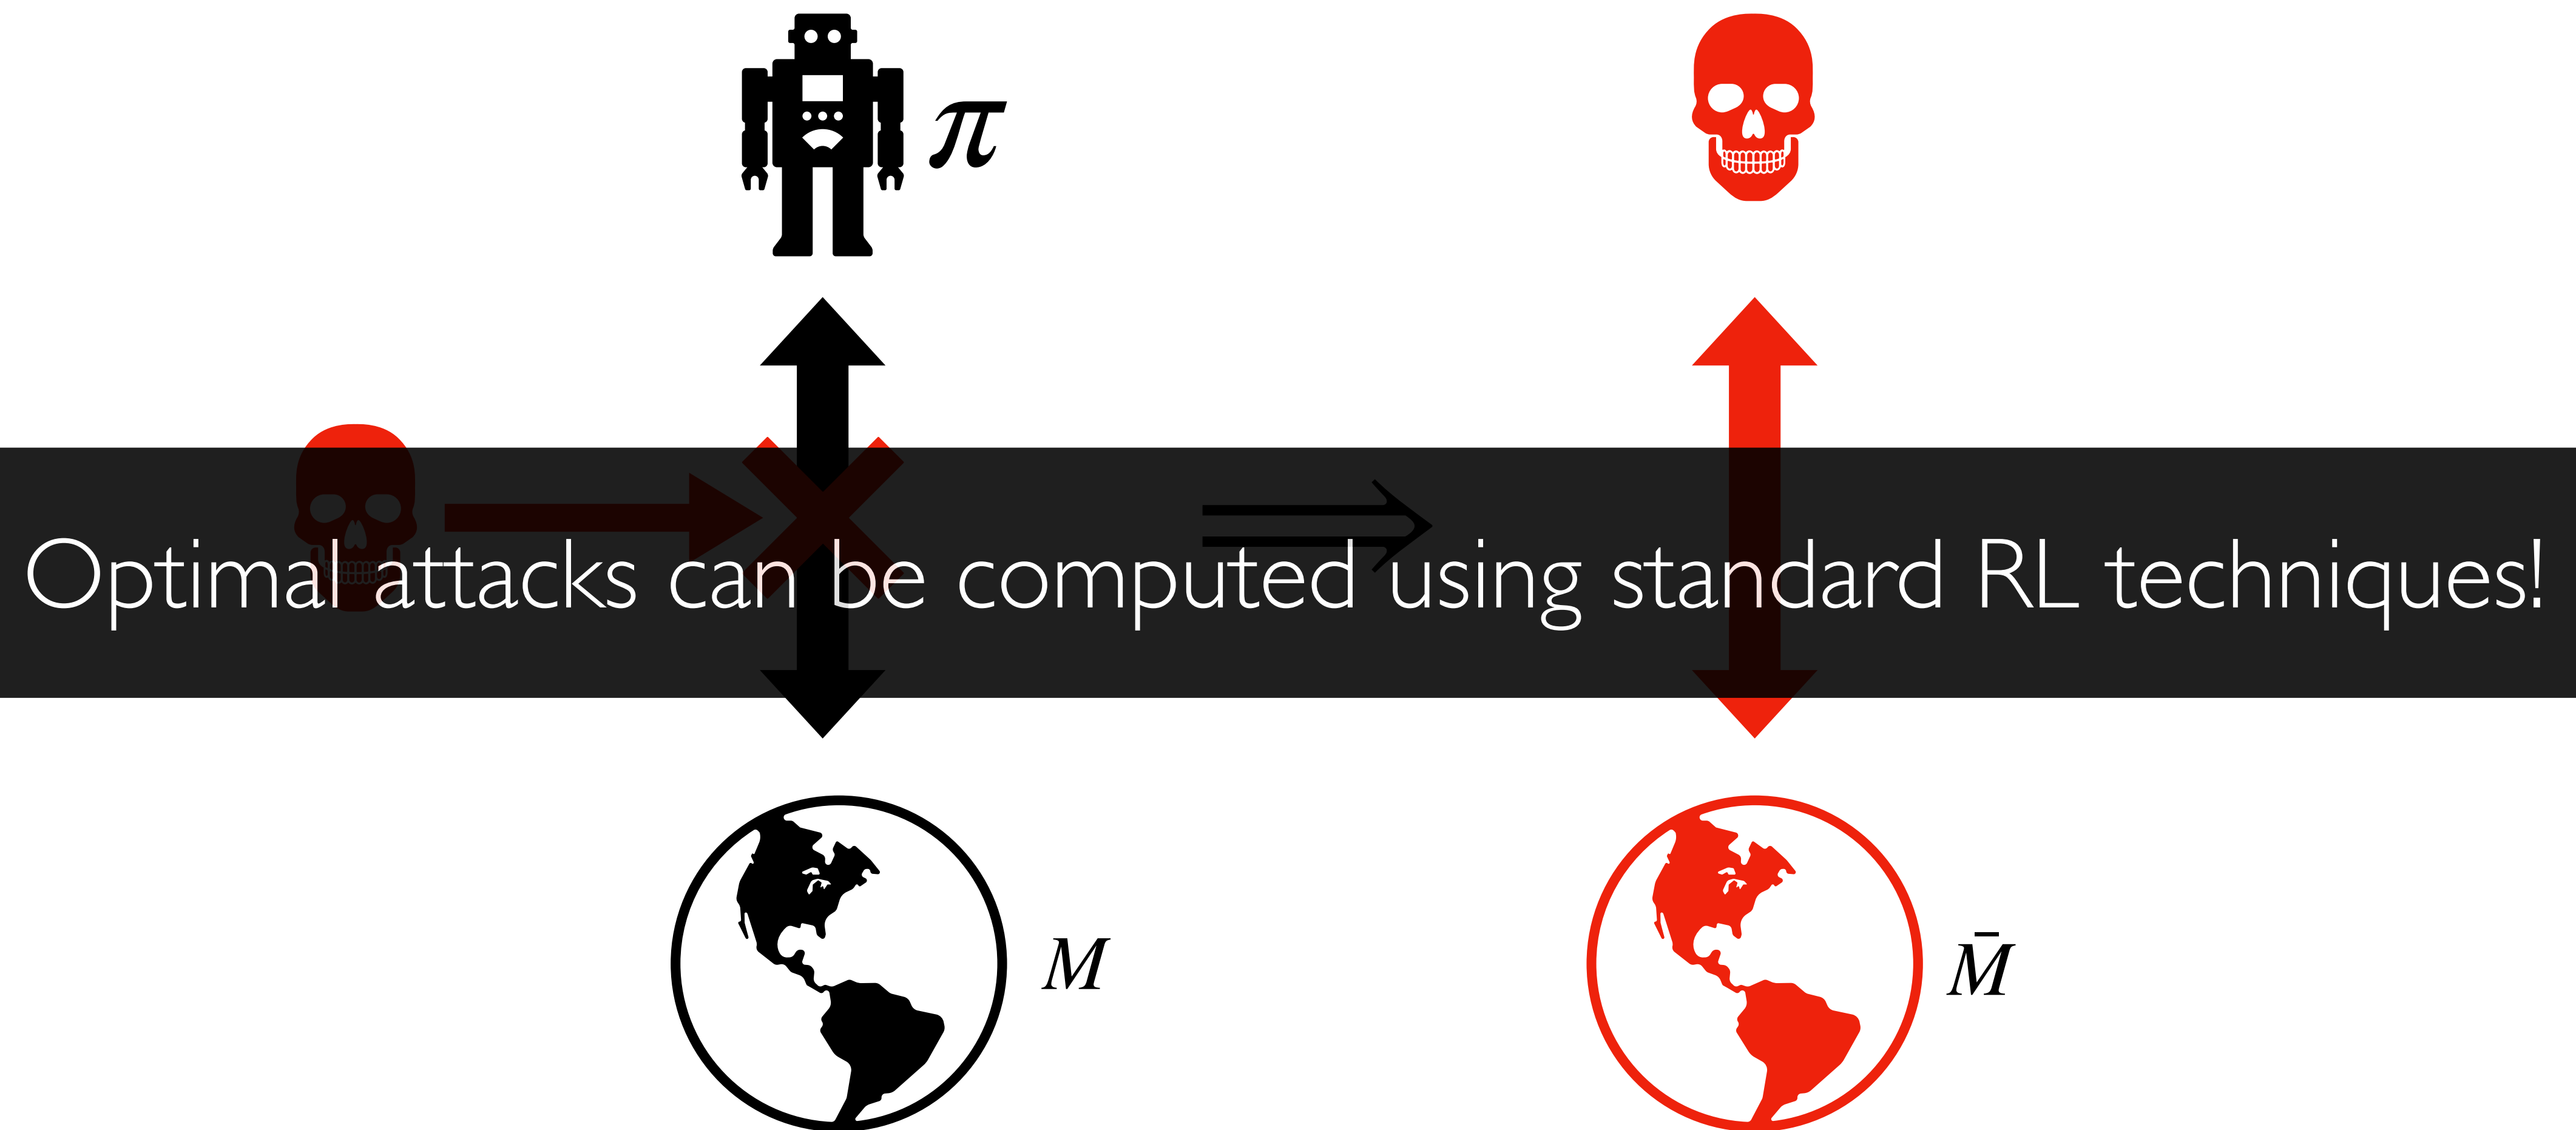 π
Optimal attacks can be computed using standard RL techniques!
M
M̄